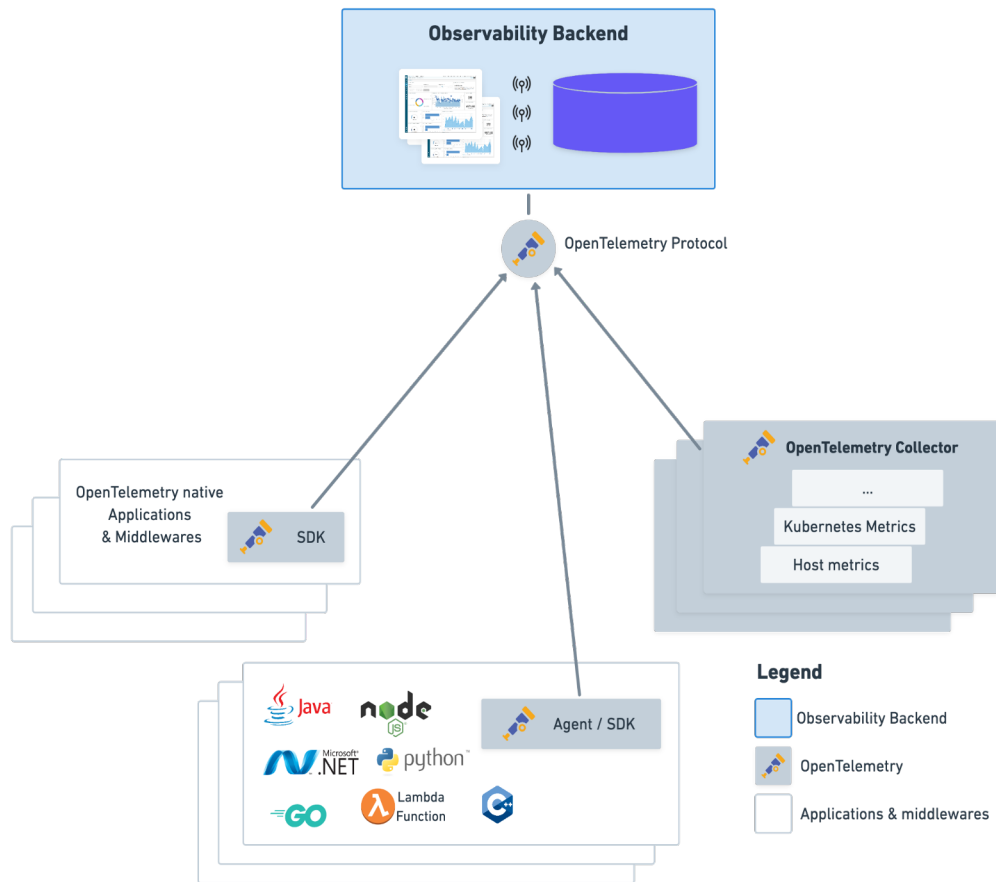 Observability Backend
OpenTelemetry Protocol
OpenTelemetry native
Applications
& Middlewares
SDK
OpenTelemetry Collector
...
Kubernetes Metrics
Host metrics
Java
node
JS
Agent / SDK
Microsoft®
.NET
python™
GO
Lambda
Function
C++
Legend
Observability Backend
OpenTelemetry
Applications & middlewares